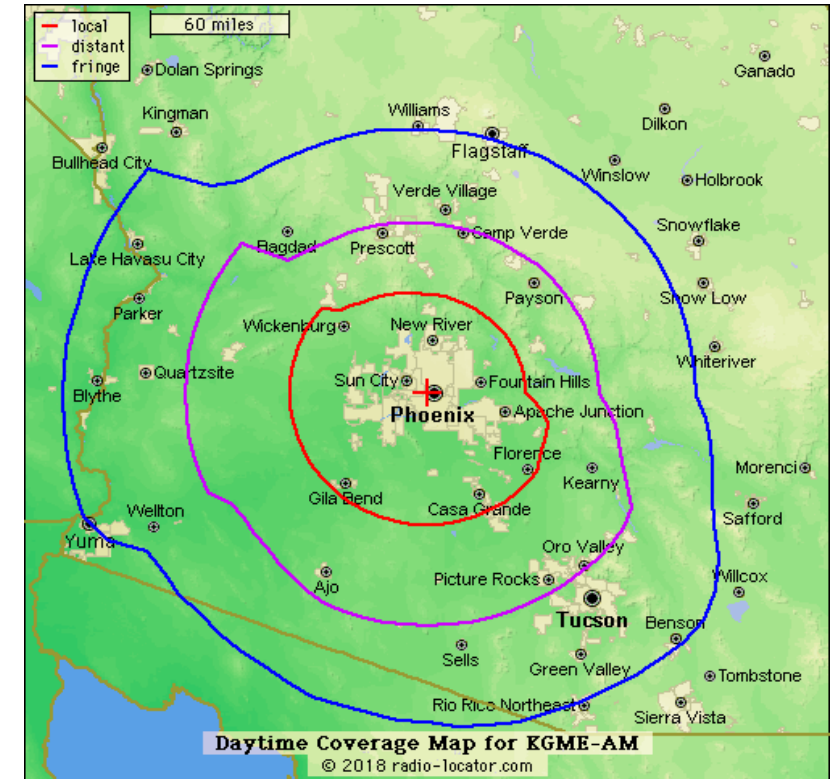 local
distant
fringe
60 miles
Dolan Springs
Ganado
Kingman
Williams
Dilkon
Flagstaff
Bullhead City
Winslow
Holbrook
Verde Village
Snowflake
Bagdad
Prescott
Camp Verde
Lake Havasu City
Payson
Show Low
Parker
Wickenburg
New River
Whiteriver
Quartzsite
Sun City
Fountain Hills
Blythe
Phoenix
Apache Junction
Florence
Morenci
Kearny
Gila Bend
Casa Grande
Wellton
Safford
Yuma
Oro Valley
Ajo
Picture Rocks
Willcox
Tucson
Benson
Sells
Green Valley
Tombstone
Rio Rico Northeast
Sierra Vista
Daytime Coverage Map for KGME-AM
© 2018 radio-locator.com